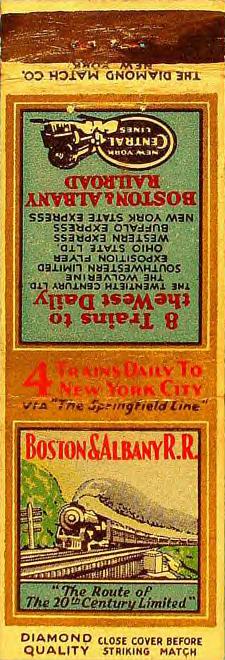 THE DIAMOND MATCH CO.
NEW YORK
NEW YORK
CENTRAL
LINES
8 Trains to
the West Daily
THE TWENTIETH CENTURY LTD.
THE WOLVERINE
SOUTHWESTERN LIMITED
EXPOSITION FLYER
OHIO STATE LTD.
WESTERN EXPRESS
BUFFALO EXPRESS
NEW YORK STATE EXPRESS
BOSTON & ALBANY
RAILROAD
4 TRAINS DAILY TO
NEW YORK CITY
VIA "The Springfield Line"
BOSTON & ALBANY R.R.
"The Route of
The 20th Century Limited"
DIAMOND QUALITY
CLOSE COVER BEFORE
STRIKING MATCH